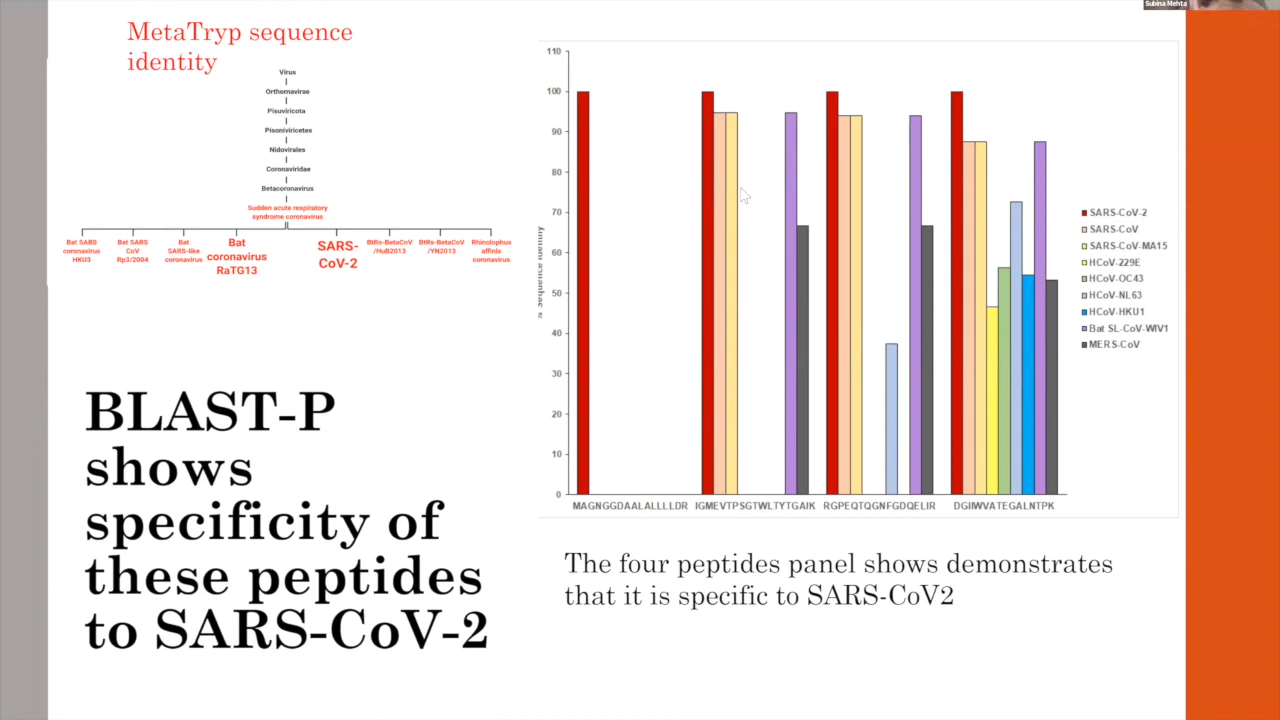 Subina Mehta
MetaTryp sequence
identity
Virus
Orthornavirae
Pisuviricota
Pisoniviricetes
Nidovirales
Coronaviridae
Betacoronavirus
Sudden acute respiratory
syndrome coronavirus
Bat SARS
coronavirus
HKU3
Bat SARS
CoV
Rp3/2004
Bat
SARS-like
coronavirus
Bat
coronavirus
RaTG13
SARS-
CoV-2
BtRs-BetaCoV
/HuB2013
BtRs-BetaCoV
/YN2013
Rhinolophus
affinis
coronavirus
BLAST-P
shows
specificity of
these peptides
to SARS-CoV-2
110
100
90
80
70
60
50
40
30
20
10
0
% Sequence Identity
MAGNGGDAALALLLLDR IGMEVTPSGTWLTYTGAIK RGPEQTQGNFGDQELIR DGIIWVATEGALNTPK
SARS-CoV-2
SARS-CoV
SARS-CoV-MA15
HCoV-229E
HCoV-OC43
HCoV-NL63
HCoV-HKU1
Bat SL-CoV-WIV1
MERS-CoV
The four peptides panel shows demonstrates
that it is specific to SARS-CoV2